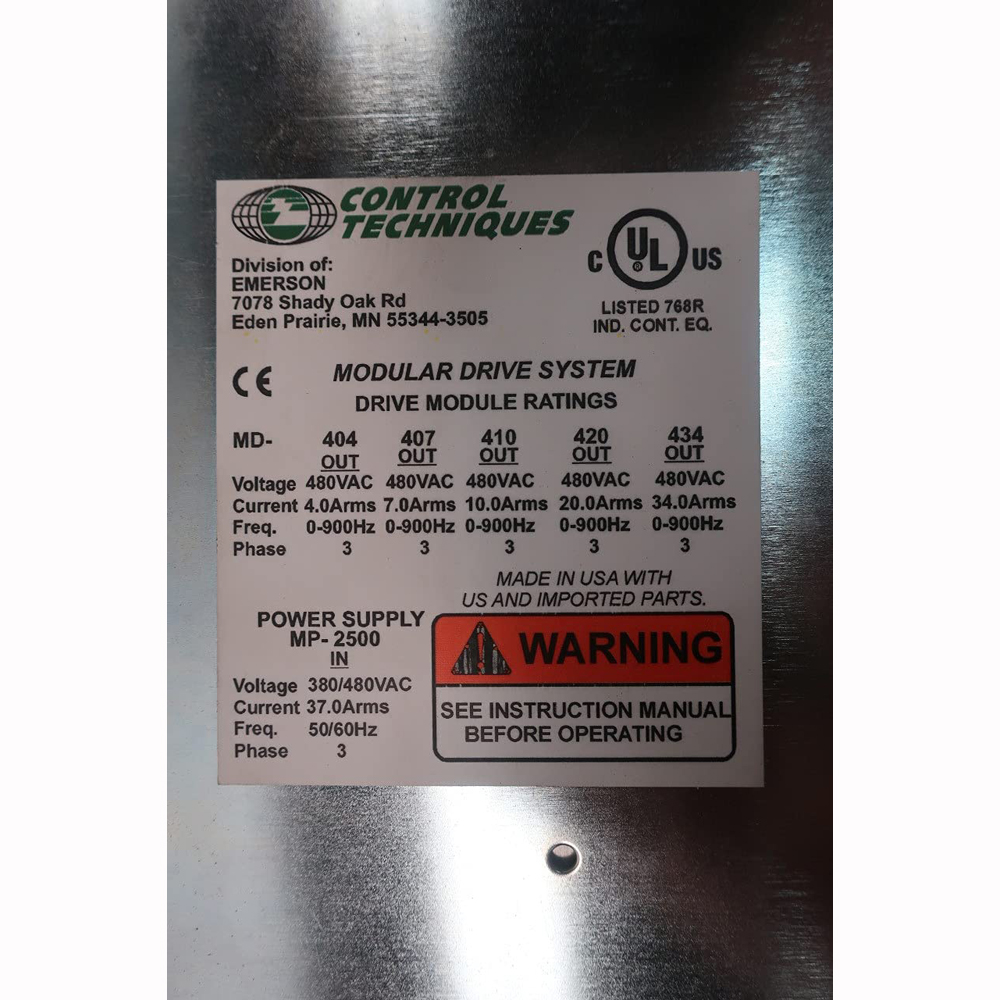 CONTROL
TECHNIQUES
Division of:
EMERSON
7078 Shady Oak Rd
Eden Prairie, MN 55344-3505
C UL US
LISTED 768R
IND. CONT. EQ.
CE
MODULAR DRIVE SYSTEM
DRIVE MODULE RATINGS
MD- 404 407 410 420 434
OUT OUT OUT OUT OUT
Voltage 480VAC 480VAC 480VAC 480VAC 480VAC
Current 4.0Arms 7.0Arms 10.0Arms 20.0Arms 34.0Arms
Freq. 0-900Hz 0-900Hz 0-900Hz 0-900Hz 0-900Hz
Phase 3 3 3 3 3
MADE IN USA WITH
US AND IMPORTED PARTS.
POWER SUPPLY
MP- 2500
IN
Voltage 380/480VAC
Current 37.0Arms
Freq. 50/60Hz
Phase 3
WARNING
SEE INSTRUCTION MANUAL
BEFORE OPERATING